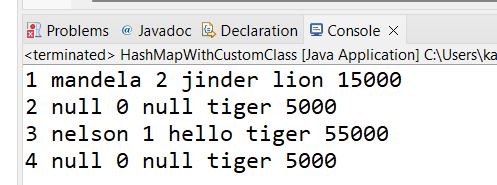 Problems Javadoc Declaration Console
<terminated> HashMapWithCustomClass [Java Application] C:\Users\ka
1 mandela 2 jinder lion 15000
2 null 0 null tiger 5000
3 nelson 1 hello tiger 55000
4 null 0 null tiger 5000